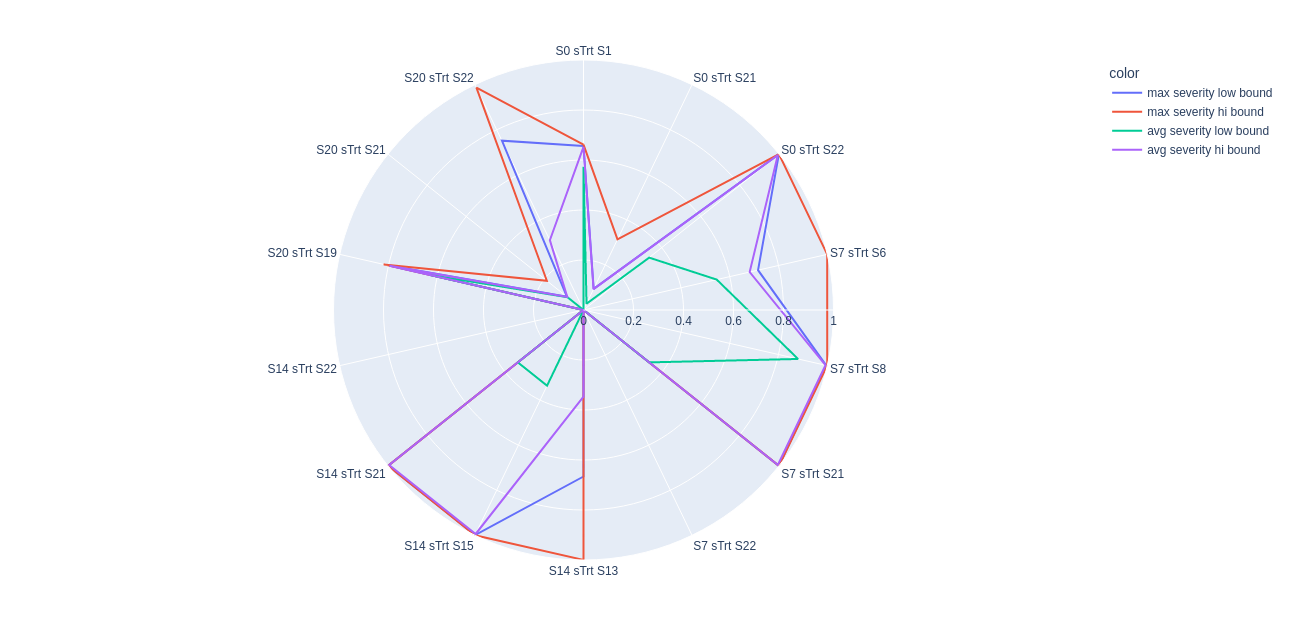 S0 sTrt S1
S20 sTrt S22
S0 sTrt S21
color
max severity low bound
max severity hi bound
avg severity low bound
avg severity hi bound
S20 sTrt S21
S0 sTrt S22
S20 sTrt S19
S7 sTrt S6
0
0.2
0.4
0.6
0.8
1
S14 sTrt S22
S7 sTrt S8
S14 sTrt S21
S7 sTrt S21
S14 sTrt S15
S7 sTrt S22
S14 sTrt S13